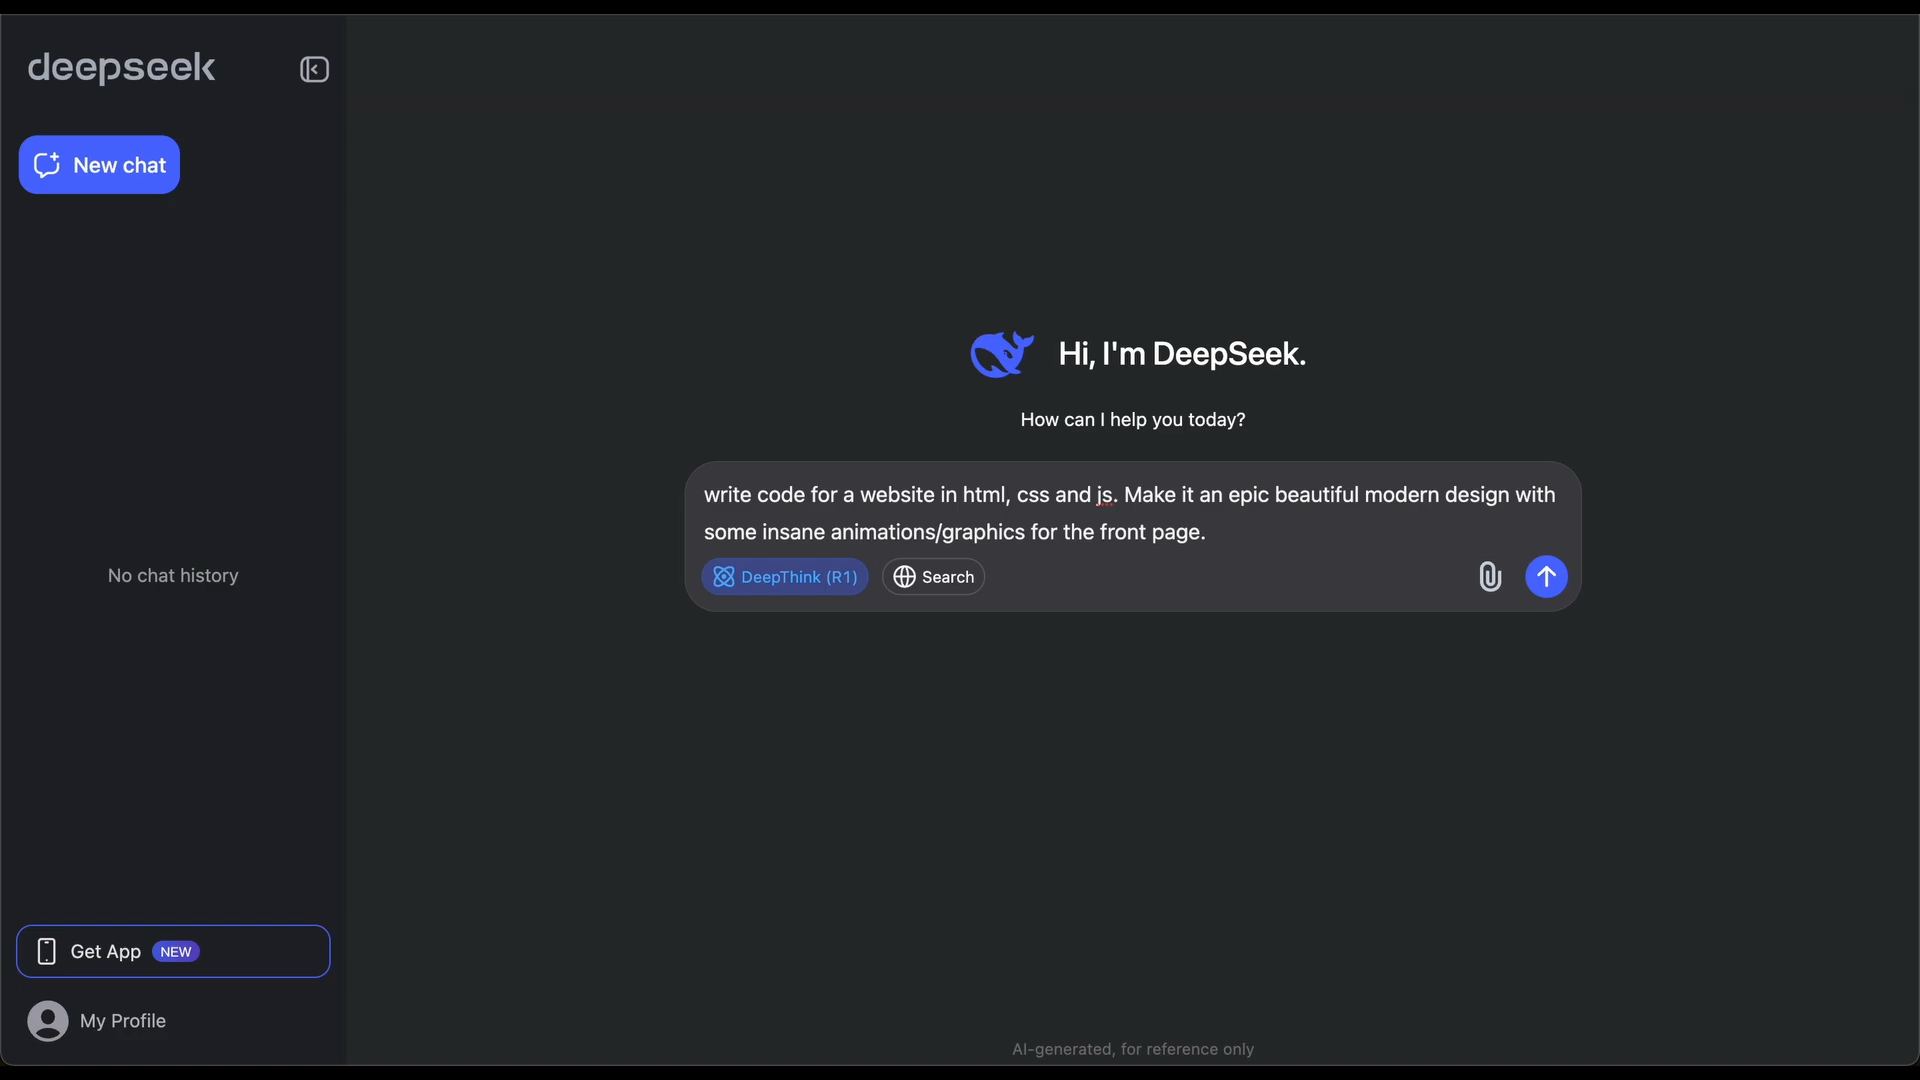 deepseek
New chat
No chat history
Get App NEW
My Profile
Hi, I'm DeepSeek.
How can I help you today?
write code for a website in html, css and js. Make it an epic beautiful modern design with
some insane animations/graphics for the front page.
DeepThink (R1) Search
AI-generated, for reference only